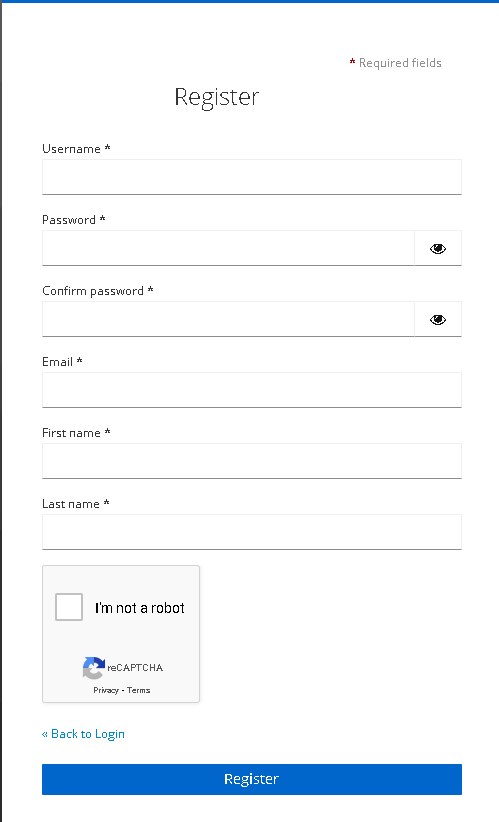 * Required fields
Register
Username *
Password *
Confirm password *
Email *
First name *
Last name *
I'm not a robot
reCAPTCHA
Privacy - Terms
« Back to Login
Register